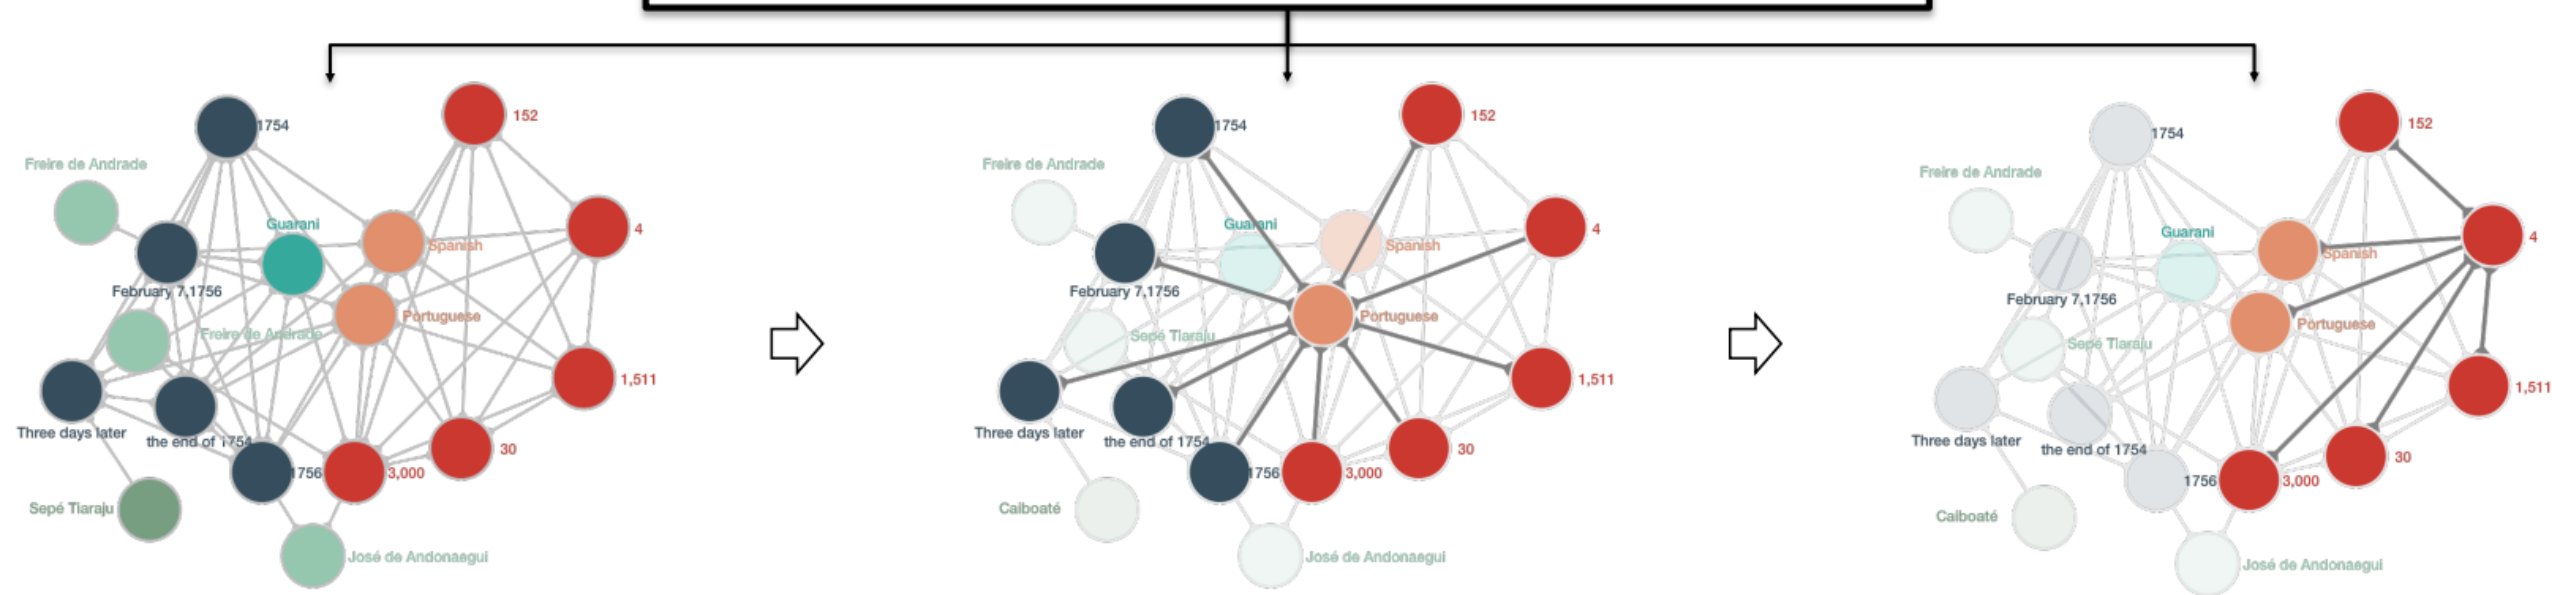 1754
152
Freire de Andrade
Guarani
4
Spanish
February 7,1756
Portuguese
Freire de Andrade
1,511
Three days later
the end of 1754
30
1756
3,000
Sepé Tiaraju
José de Andonaegui
1754
152
Freire de Andrade
Guarani
4
Spanish
February 7,1756
Portuguese
Sepé Tiaraju
1,511
Three days later
the end of 1754
30
1756
3,000
Caiboaté
José de Andonaegui
1754
152
Freire de Andrade
Guarani
4
Spanish
February 7,1756
Portuguese
Sepé Tiaraju
1,511
Three days later
the end of 1754
30
1756
3,000
Caiboaté
José de Andonaegui